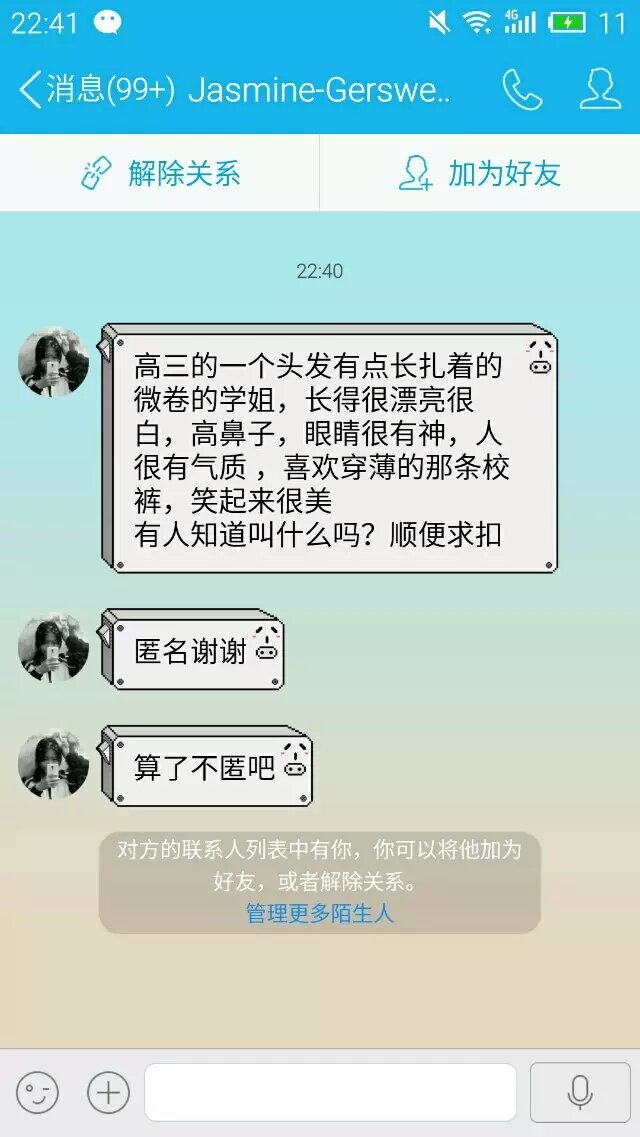 22:41
4G
11
消息(99+) Jasmine-Gerswe..
解除关系
加为好友
22:40
高三的一个头发有点长扎着的
微卷的学姐，长得很漂亮很
白，高鼻子，眼睛很有神，人
很有气质 ，喜欢穿薄的那条校
裤，笑起来很美
有人知道叫什么吗？顺便求扣
匿名谢谢
算了不匿吧
对方的联系人列表中有你，你可以将他加为
好友，或者解除关系。
管理更多陌生人